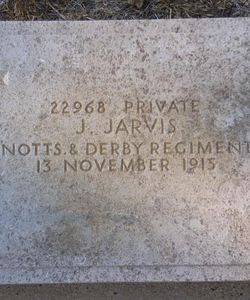 22968 PRIVATE
J. JARVIS
NOTTS. & DERBY REGIMENT
13 NOVEMBER 1915